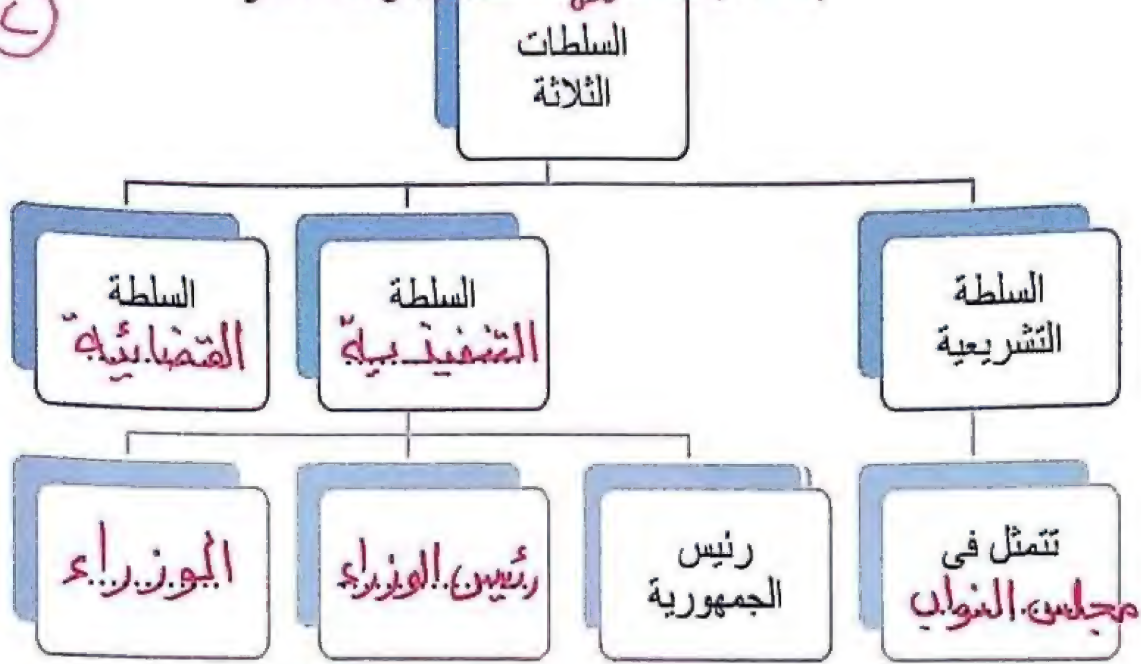 السلطات
الثلاثة
السلطة
التشريعية
السلطة
التنفيذية
السلطة
القضائية
تتمثل فى
مجلس النواب
رئيس
الجمهورية
رئيس الوزراء
الوزراء